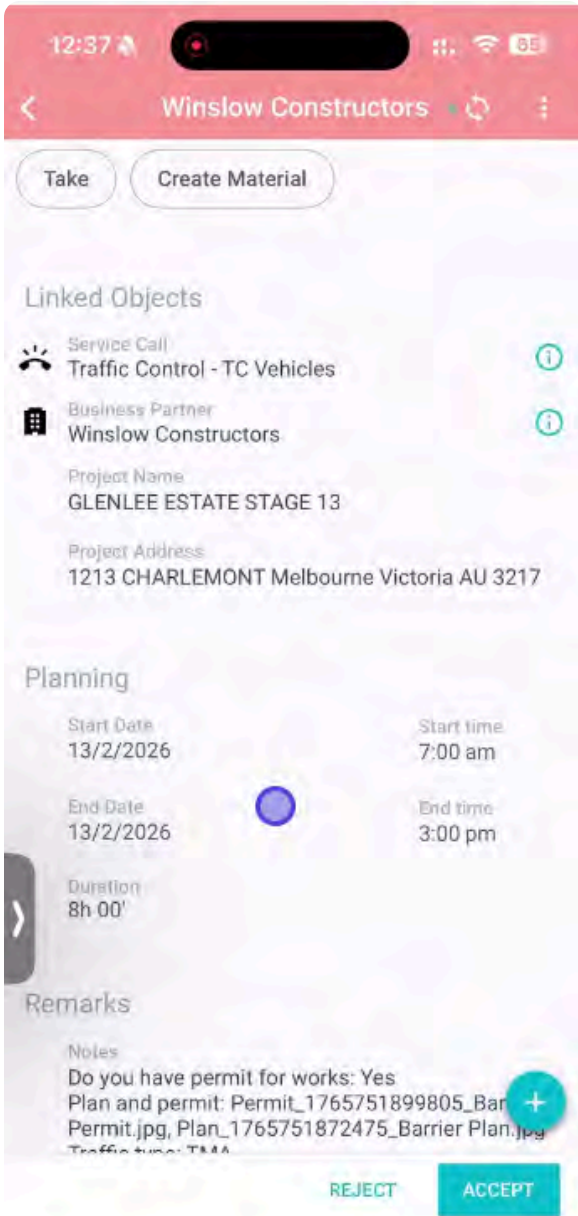 12:37
65
Winslow Constructors
Take
Create Material
Linked Objects
Service Call
Traffic Control - TC Vehicles
Business Partner
Winslow Constructors
Project Name
GLENLEE ESTATE STAGE 13
Project Address
1213 CHARLEMONT Melbourne Victoria AU 3217
Planning
Start Date
Start time
13/2/2026
7:00 am
End Date
End time
13/2/2026
3:00 pm
Duration
8h 00'
Remarks
Notes
Do you have permit for works: Yes
Plan and permit: Permit_1765751899805_Bar
Permit.jpg, Plan_1765751872475_Barrier Plan.jpg
Traffic type: TMA
REJECT
ACCEPT